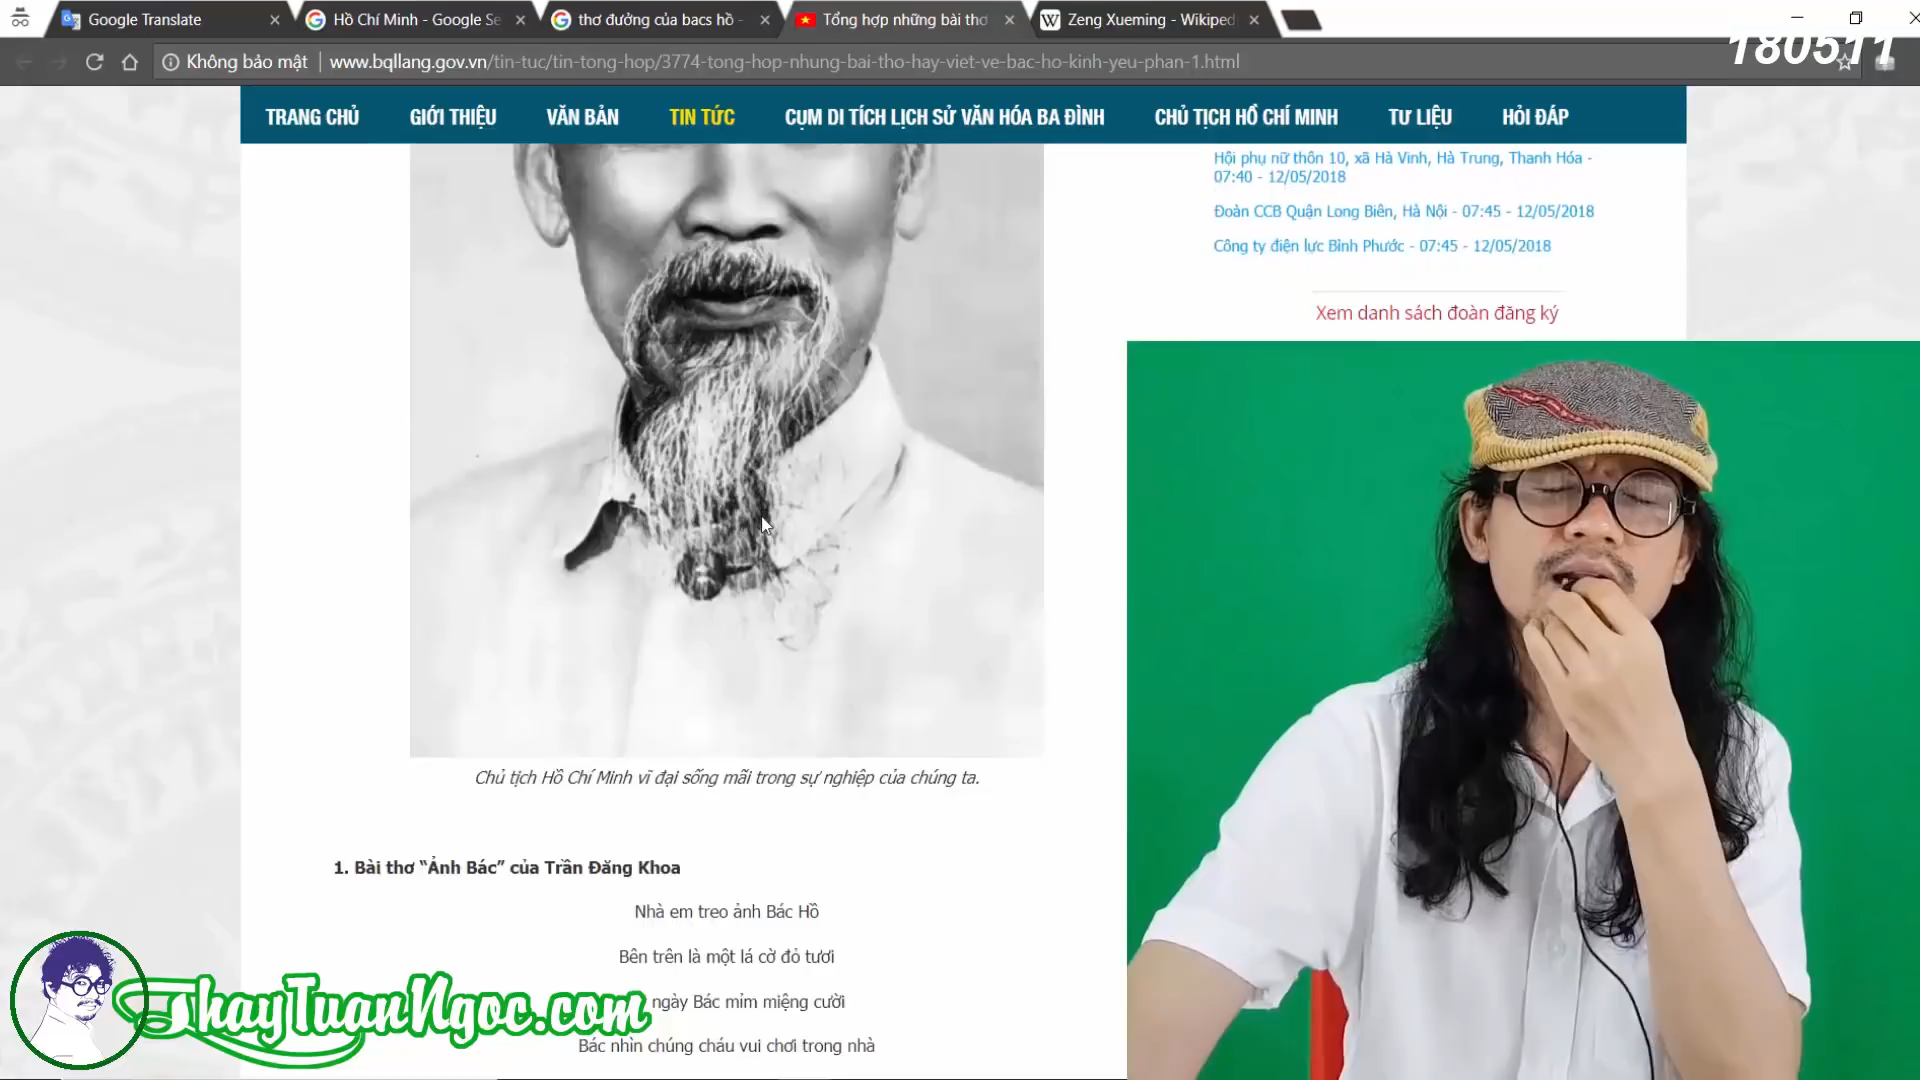 Google Translate
Hồ Chí Minh - Google Se
thơ đưởng của bacs hồ -
Tổng hợp những bài thơ
Zeng Xueming - Wikiped
180511
Không bảo mật
www.bqllang.gov.vn/tin-tuc/tin-tong-hop/3774-tong-hop-nhung-bai-tho-hay-viet-ve-bac-ho-kinh-yeu-phan-1.html
TRANG CHỦ GIỚI THIỆU VĂN BẢN TIN TỨC CỤM DI TÍCH LỊCH SỬ VĂN HÓA BA ĐÌNH CHỦ TỊCH HỒ CHÍ MINH TƯ LIỆU HỎI ĐÁP
Hội phụ nữ thôn 10, xã Hà Vinh, Hà Trung, Thanh Hóa -
07:40 - 12/05/2018
Đoàn CCB Quận Long Biên, Hà Nội - 07:45 - 12/05/2018
Công ty điện lực Bình Phước - 07:45 - 12/05/2018
Xem danh sách đoàn đăng ký
Chủ tịch Hồ Chí Minh vĩ đại sống mãi trong sự nghiệp của chúng ta.
1. Bài thơ “Ảnh Bác” của Trần Đăng Khoa
Nhà em treo ảnh Bác Hồ
Bên trên là một lá cờ đỏ tươi
ngày Bác mỉm miệng cười
Bác nhìn chúng cháu vui chơi trong nhà
ThayTuanNgoc.com